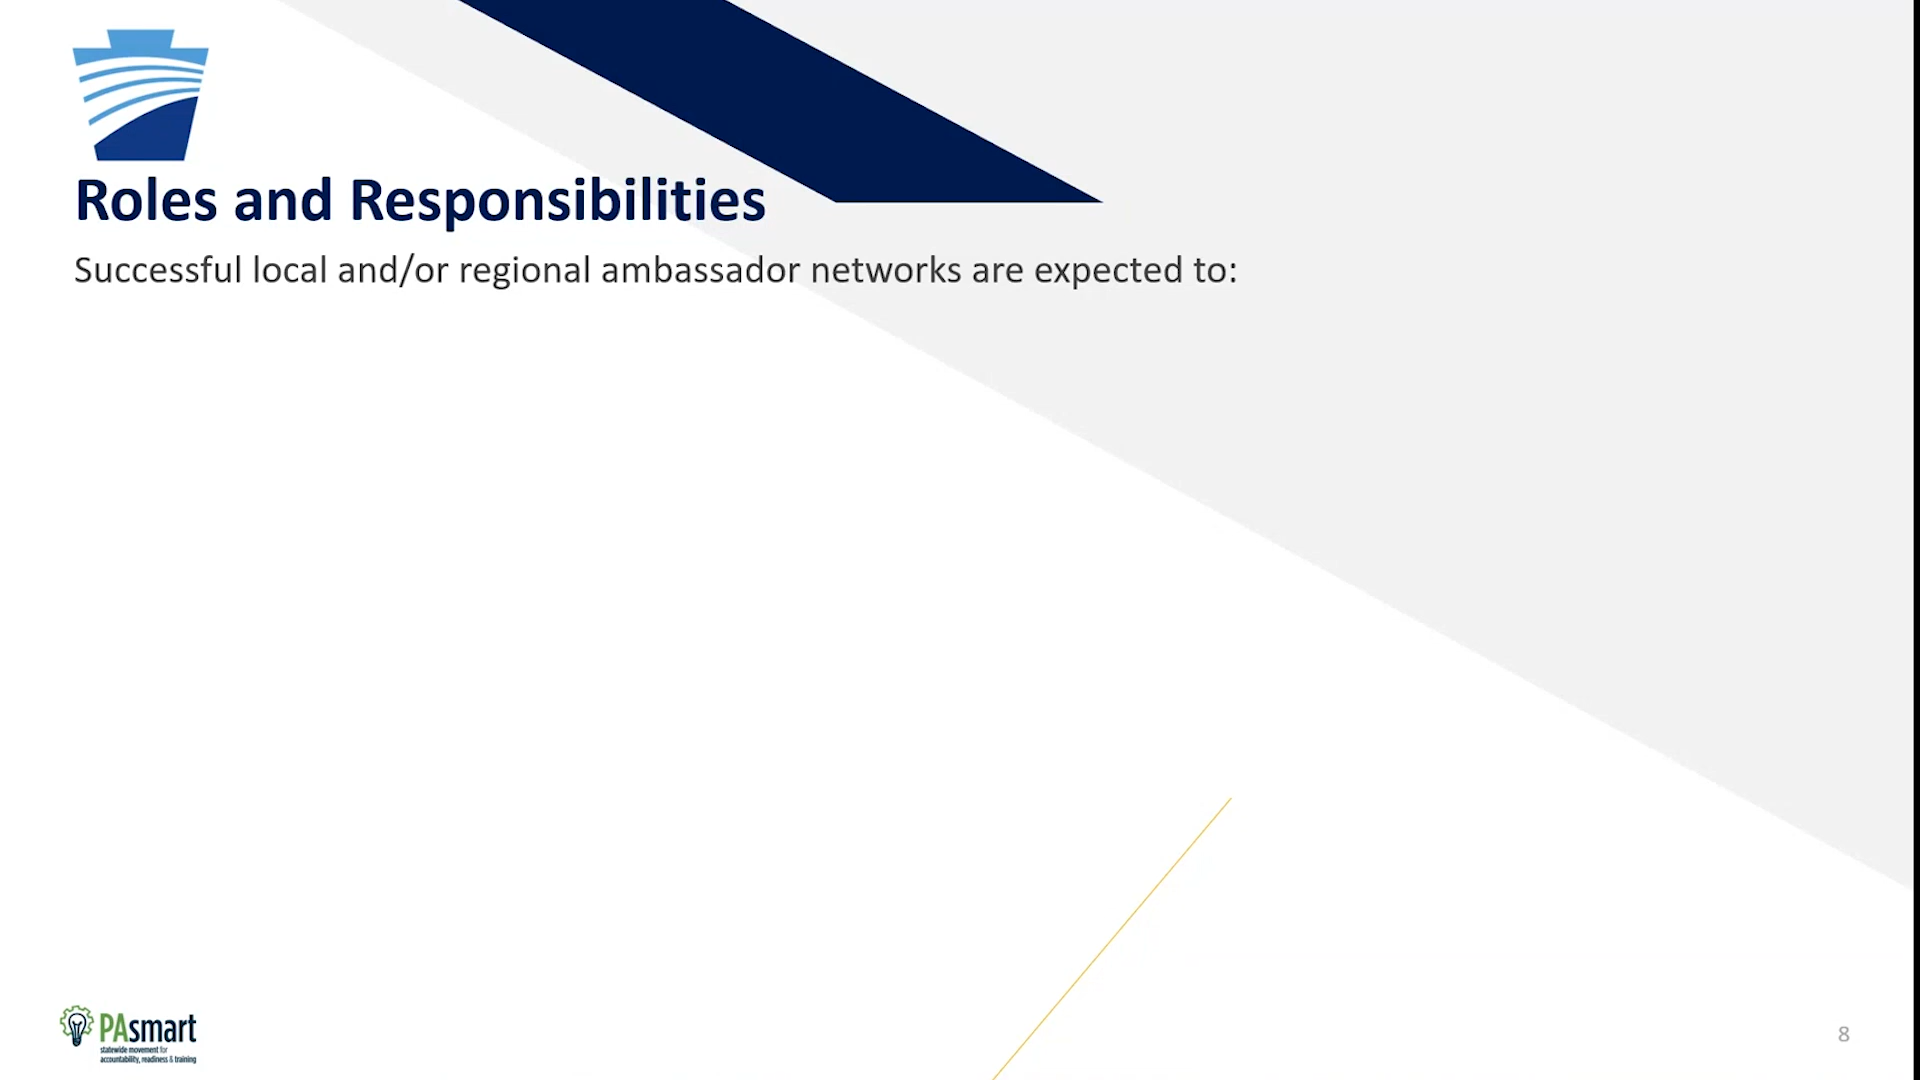 Roles and Responsibilities
Successful local and/or regional ambassador networks are expected to:
PAsmart
statewide movement for
accountability, readiness & training
8